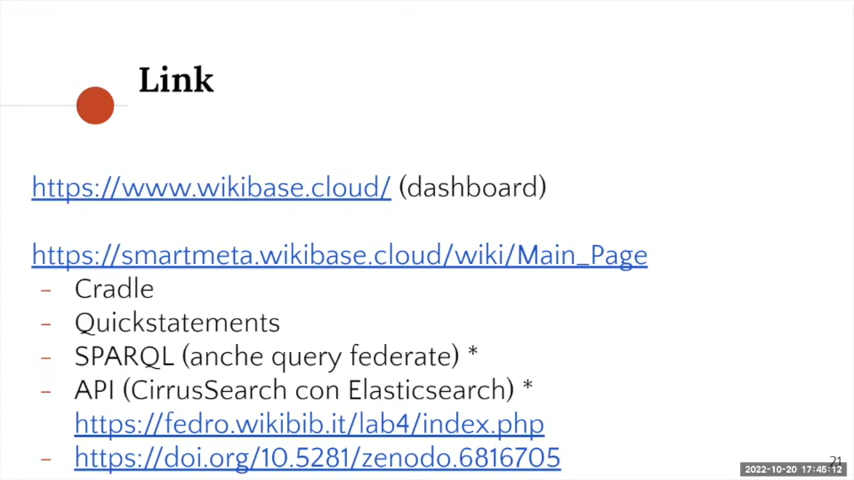 Link
https://www.wikibase.cloud/ (dashboard)
https://smartmeta.wikibase.cloud/wiki/Main_Page
- Cradle
- Quickstatements
- SPARQL (anche query federate) *
- API (CirrusSearch con Elasticsearch) *
https://fedro.wikibib.it/lab4/index.php
- https://doi.org/10.5281/zenodo.6816705
21
2022-10-20 17:45:12